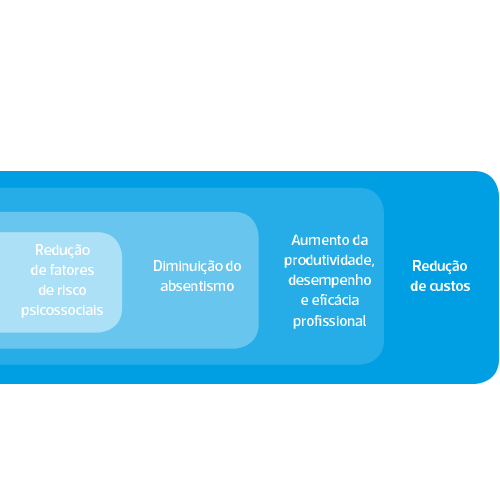 Redução
de fatores
de risco
psicossociais
Diminuição do
absentismo
Aumento da
produtividade,
desempenho
e eficácia
profissional
Redução
de custos